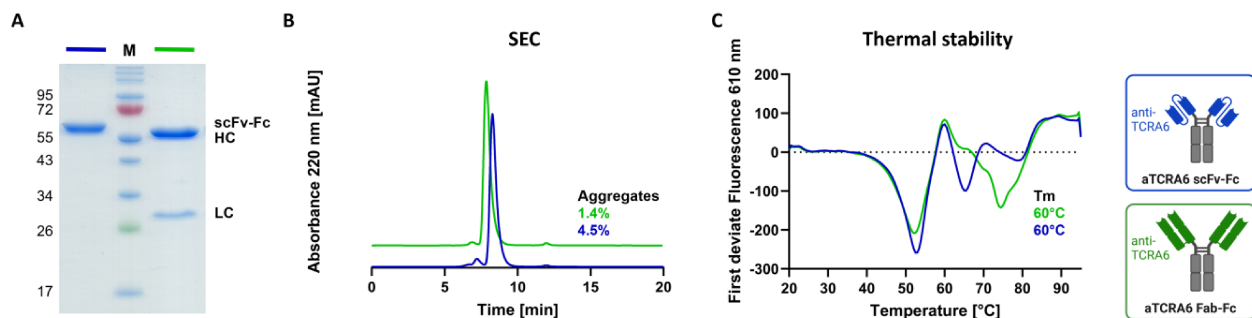 A
M
95
72
55
43
34
26
17
scFv-Fc
HC
LC
B
SEC
Absorbance 220 nm [mAU]
Aggregates
1.4%
4.5%
0
5
10
15
20
Time [min]
C
Thermal stability
First deviate Fluorescence 610 nm
200
100
0
-100
-200
-300
Tm
60°C
60°C
20
30
40
50
60
70
80
90
Temperature [°C]
anti-
TCRA6
aTCRA6 scFv-Fc
anti-
TCRA6
aTCRA6 Fab-Fc